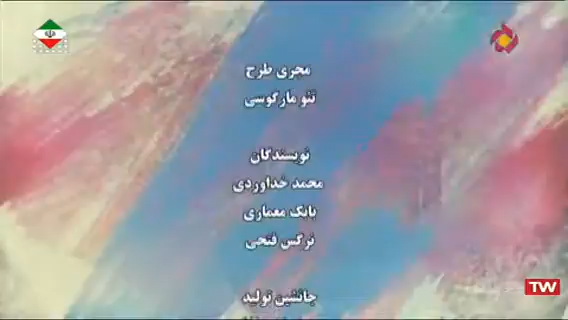 مجری طرح
تئو مارکوسی
نویسندگان
محمد خداوردی
بابک معماری
نرگس فتحی
جانشین تولید
TW